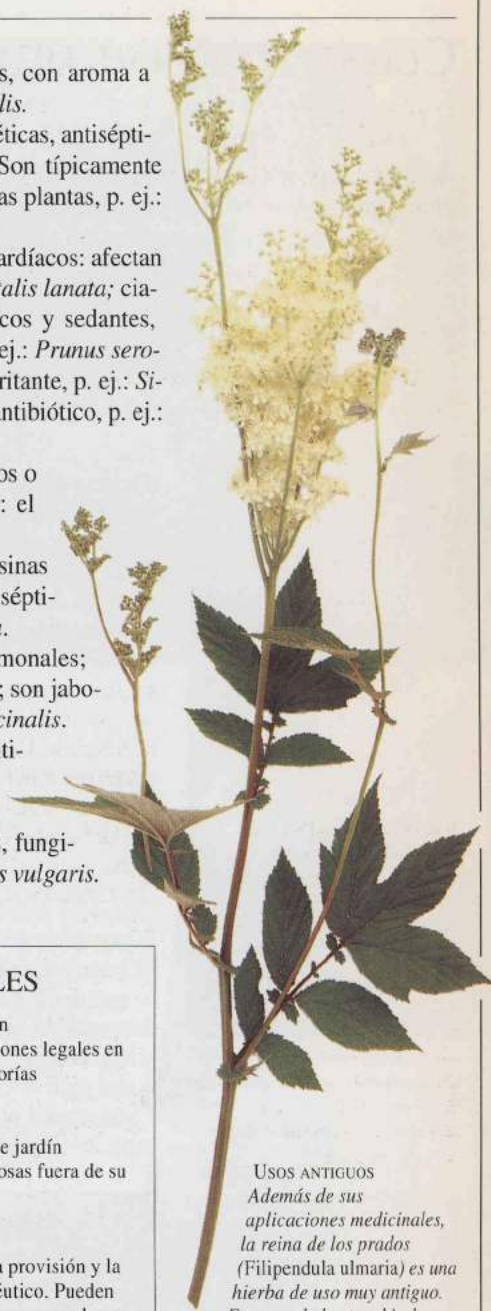 s, con aroma a
lis.
éticas, antisépti-
Son típicamente
as plantas, p. ej.:
ardíacos: afectan
talis lanata; cia-
cos y sedantes,
ej.: Prunus sero-
ritante, p. ej.: Si-
antibiótico, p. ej.:
os o
: el
sinas
sépti-
monales;
; son jabo-
cinalis.
ti-
, fungi-
s vulgaris.
LES
n
ones legales en
orías
e jardín
osas fuera de su
a provisión y la
éutico. Pueden
USOS ANTIGUOS
Además de sus
aplicaciones medicinales,
la reina de los prados
(Filipendula ulmaria) es una
hierba de uso muy antiguo.